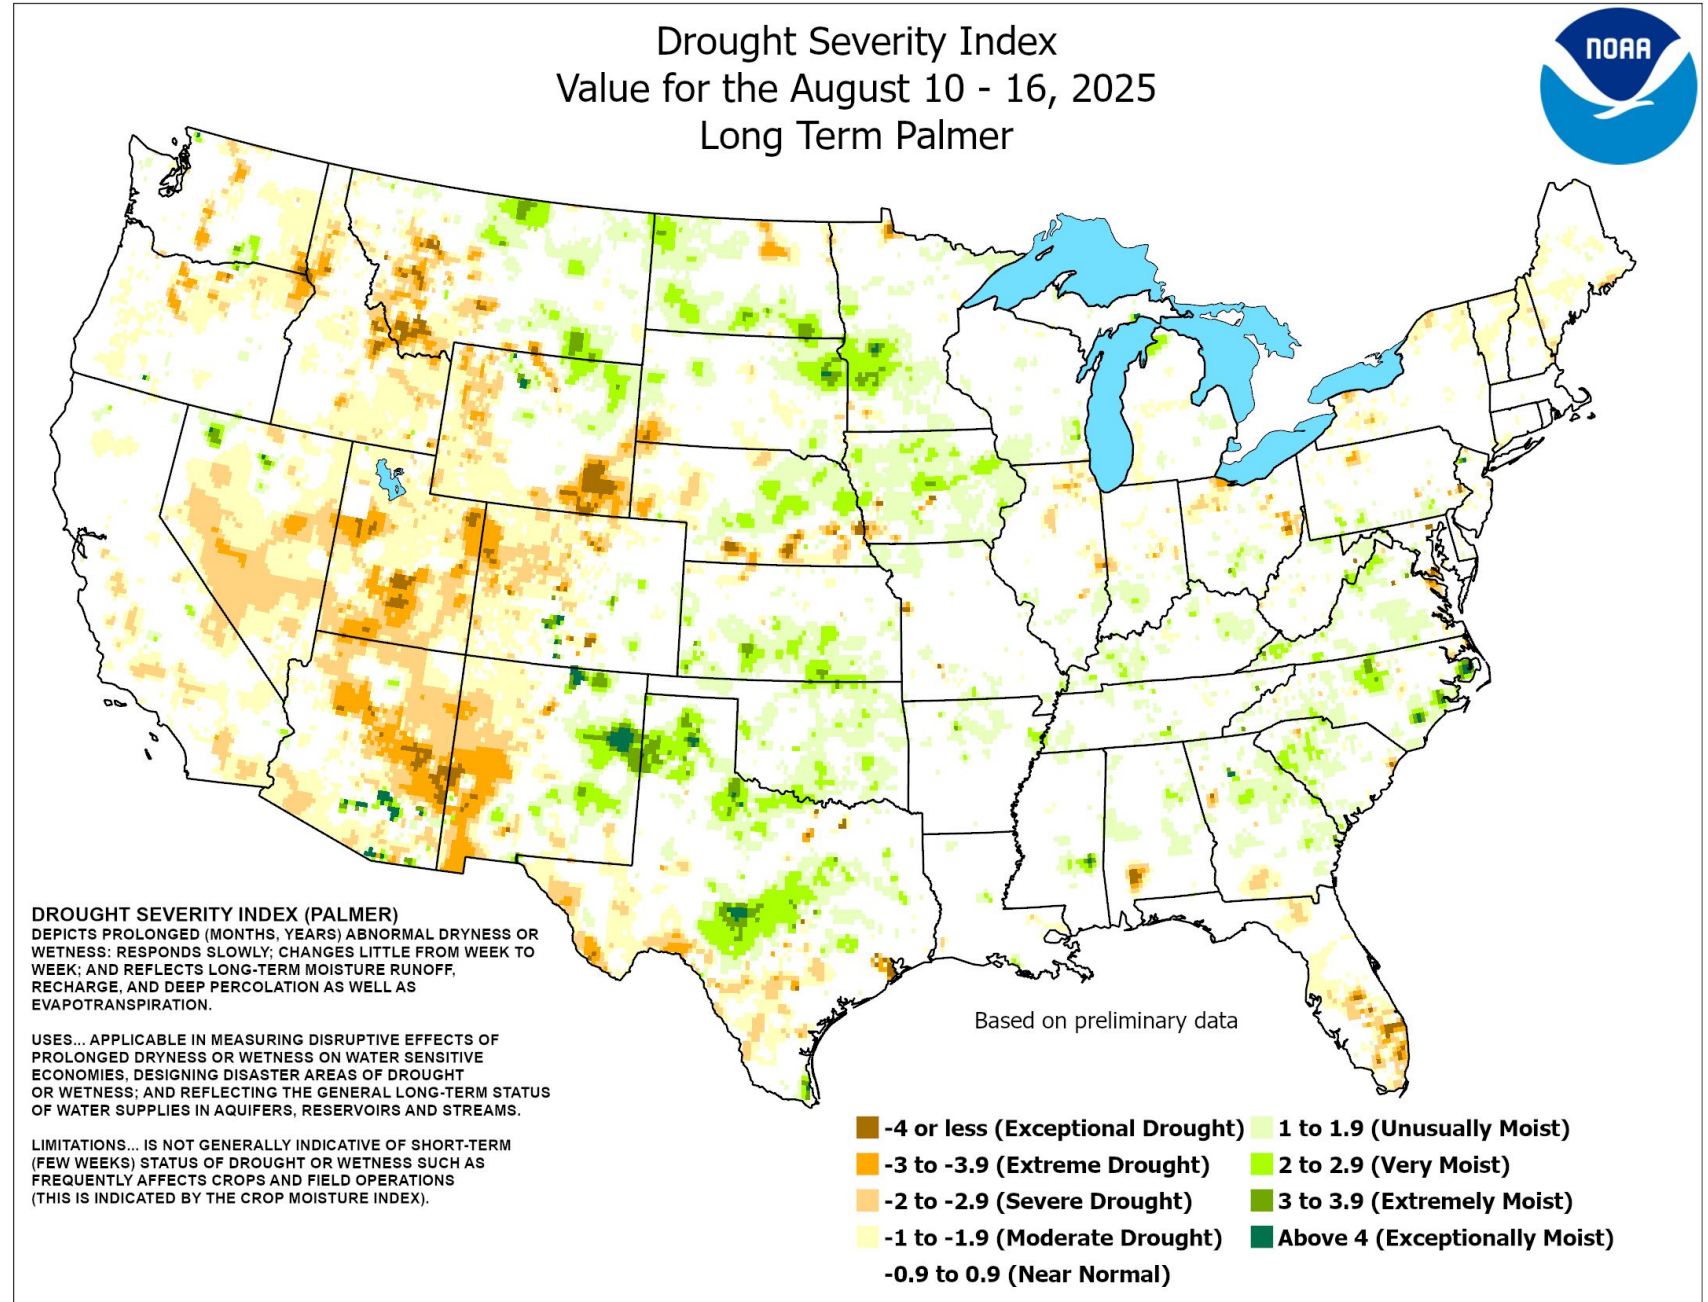 Drought Severity Index
Value for the August 10 - 16, 2025
Long Term Palmer
NOAA
DROUGHT SEVERITY INDEX (PALMER)
DEPICTS PROLONGED (MONTHS, YEARS) ABNORMAL DRYNESS OR
WETNESS: RESPONDS SLOWLY; CHANGES LITTLE FROM WEEK TO
WEEK; AND REFLECTS LONG-TERM MOISTURE RUNOFF,
RECHARGE, AND DEEP PERCOLATION AS WELL AS
EVAPOTRANSPIRATION.
USES... APPLICABLE IN MEASURING DISRUPTIVE EFFECTS OF
PROLONGED DRYNESS OR WETNESS ON WATER SENSITIVE
ECONOMIES, DESIGNING DISASTER AREAS OF DROUGHT
OR WETNESS; AND REFLECTING THE GENERAL LONG-TERM STATUS
OF WATER SUPPLIES IN AQUIFERS, RESERVOIRS AND STREAMS.
LIMITATIONS... IS NOT GENERALLY INDICATIVE OF SHORT-TERM
(FEW WEEKS) STATUS OF DROUGHT OR WETNESS SUCH AS
FREQUENTLY AFFECTS CROPS AND FIELD OPERATIONS
(THIS IS INDICATED BY THE CROP MOISTURE INDEX).
Based on preliminary data
-4 or less (Exceptional Drought)
-3 to -3.9 (Extreme Drought)
-2 to -2.9 (Severe Drought)
-1 to -1.9 (Moderate Drought)
-0.9 to 0.9 (Near Normal)
1 to 1.9 (Unusually Moist)
2 to 2.9 (Very Moist)
3 to 3.9 (Extremely Moist)
Above 4 (Exceptionally Moist)